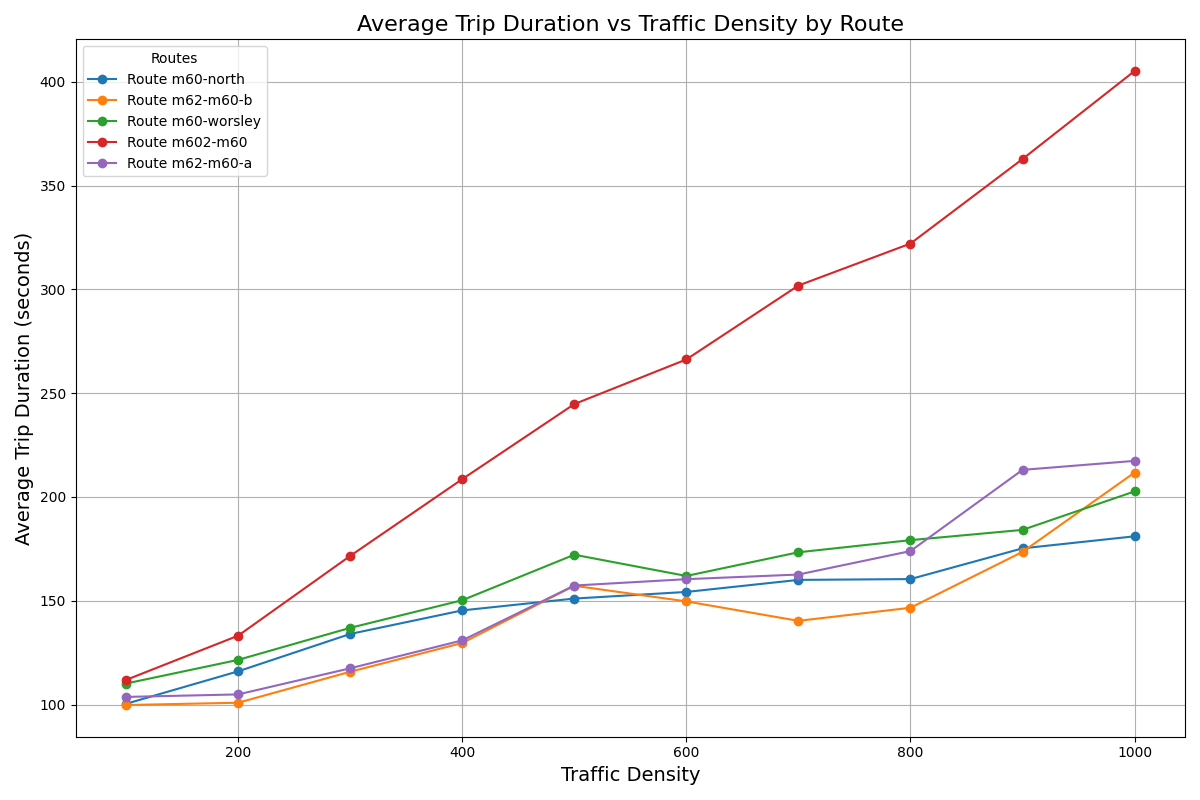 Average Trip Duration vs Traffic Density by Route
Routes
Route m60-north
Route m62-m60-b
Route m60-worsley
Route m602-m60
Route m62-m60-a
Average Trip Duration (seconds)
400
350
300
250
200
150
100
200
400
600
800
1000
Traffic Density